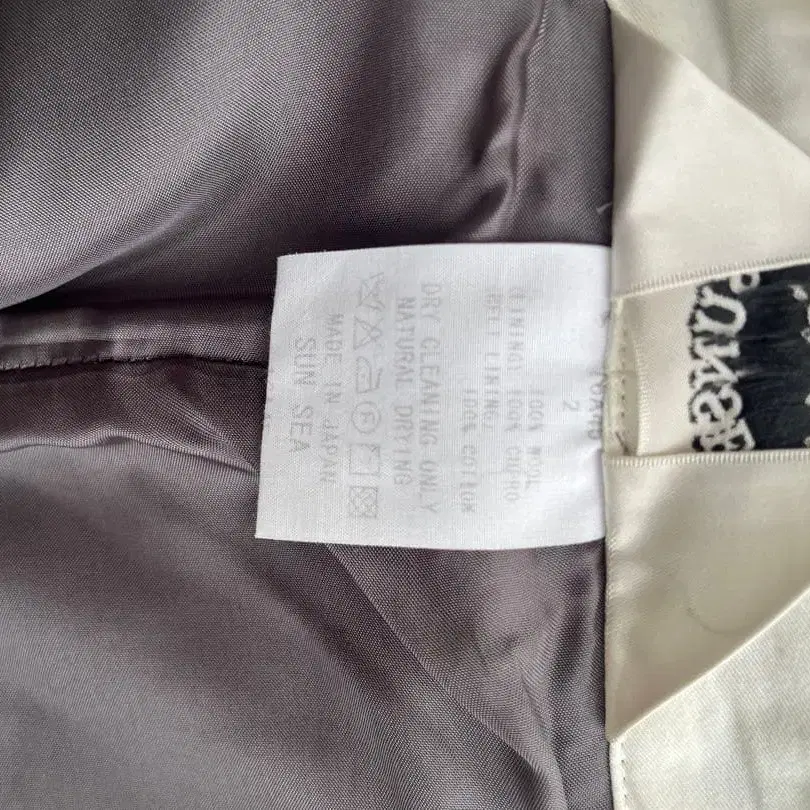 2
100% WOOL
(LINING) 100% CUPRO
(BELT LINING)
100% COTTON
DRY CLEANING ONLY
NATURAL DRYING
MADE IN JAPAN
SUN SEA